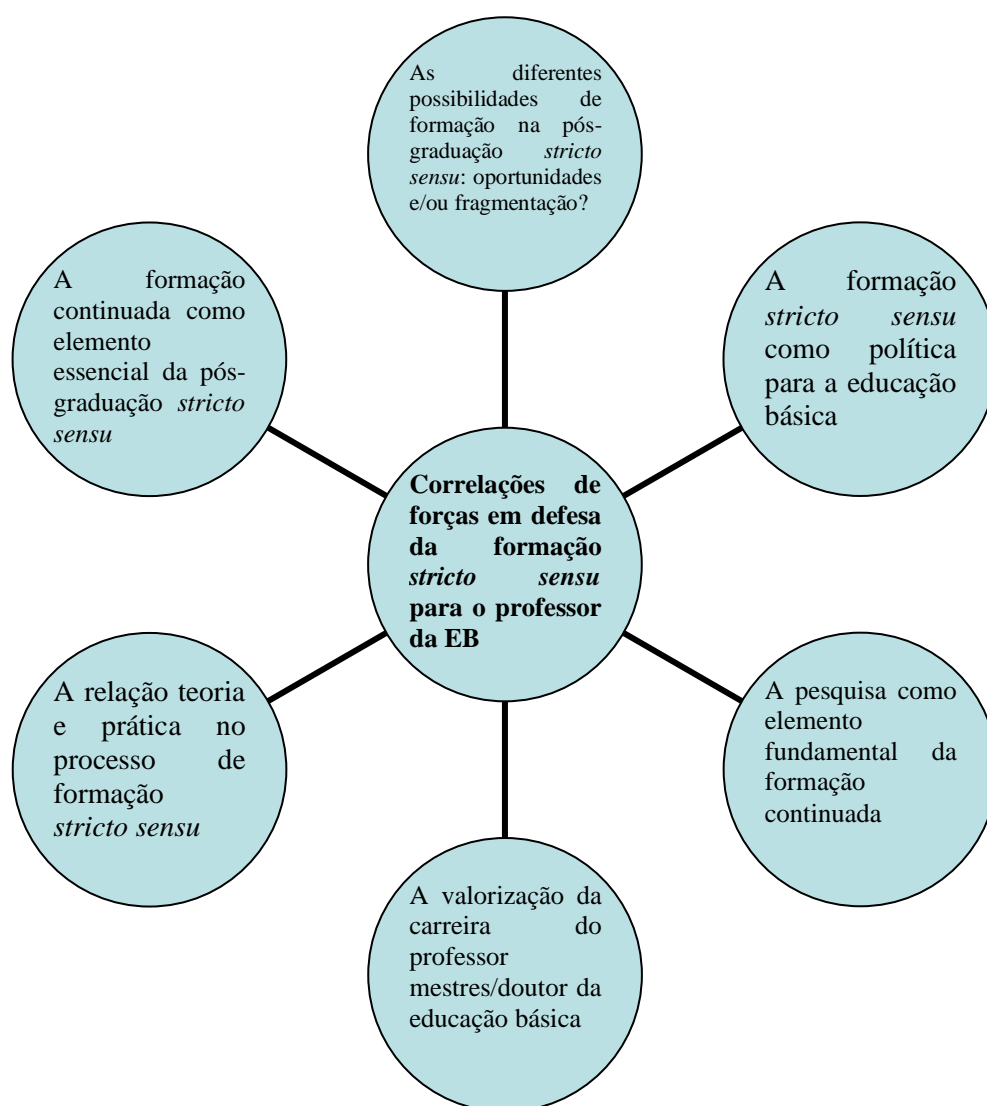 As diferentes
possibilidades de
formação na pós-
graduação stricto
sensu: oportunidades
e/ou fragmentação?
A formação
continuada como
elemento
essencial da pós-
graduação stricto
sensu
A formação
stricto sensu
como política
para a educação
básica
Correlações de
forças em defesa
da formação
stricto sensu
para o professor
da EB
A relação teoria
e prática no
processo de
formação
stricto sensu
A pesquisa como
elemento
fundamental da
formação
continuada
A valorização da
carreira do
professor
mestres/doutor da
educação básica